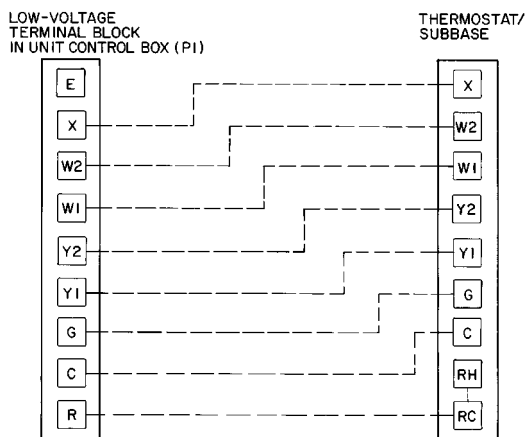 LOW-VOLTAGE
TERMINAL BLOCK
IN UNIT CONTROL BOX (P1)
THERMOSTAT/
SUBBASE
E
X
W2
W1
Y2
Y1
G
C
R
X
W2
W1
Y2
Y1
G
C
RH
RC